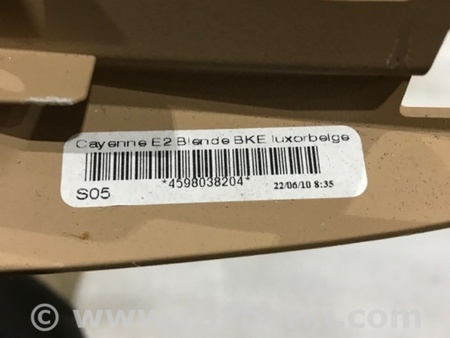 Cayenne E2 Blende BKE luxorbeige
*4598038204*
S05
22/06/10 8:35